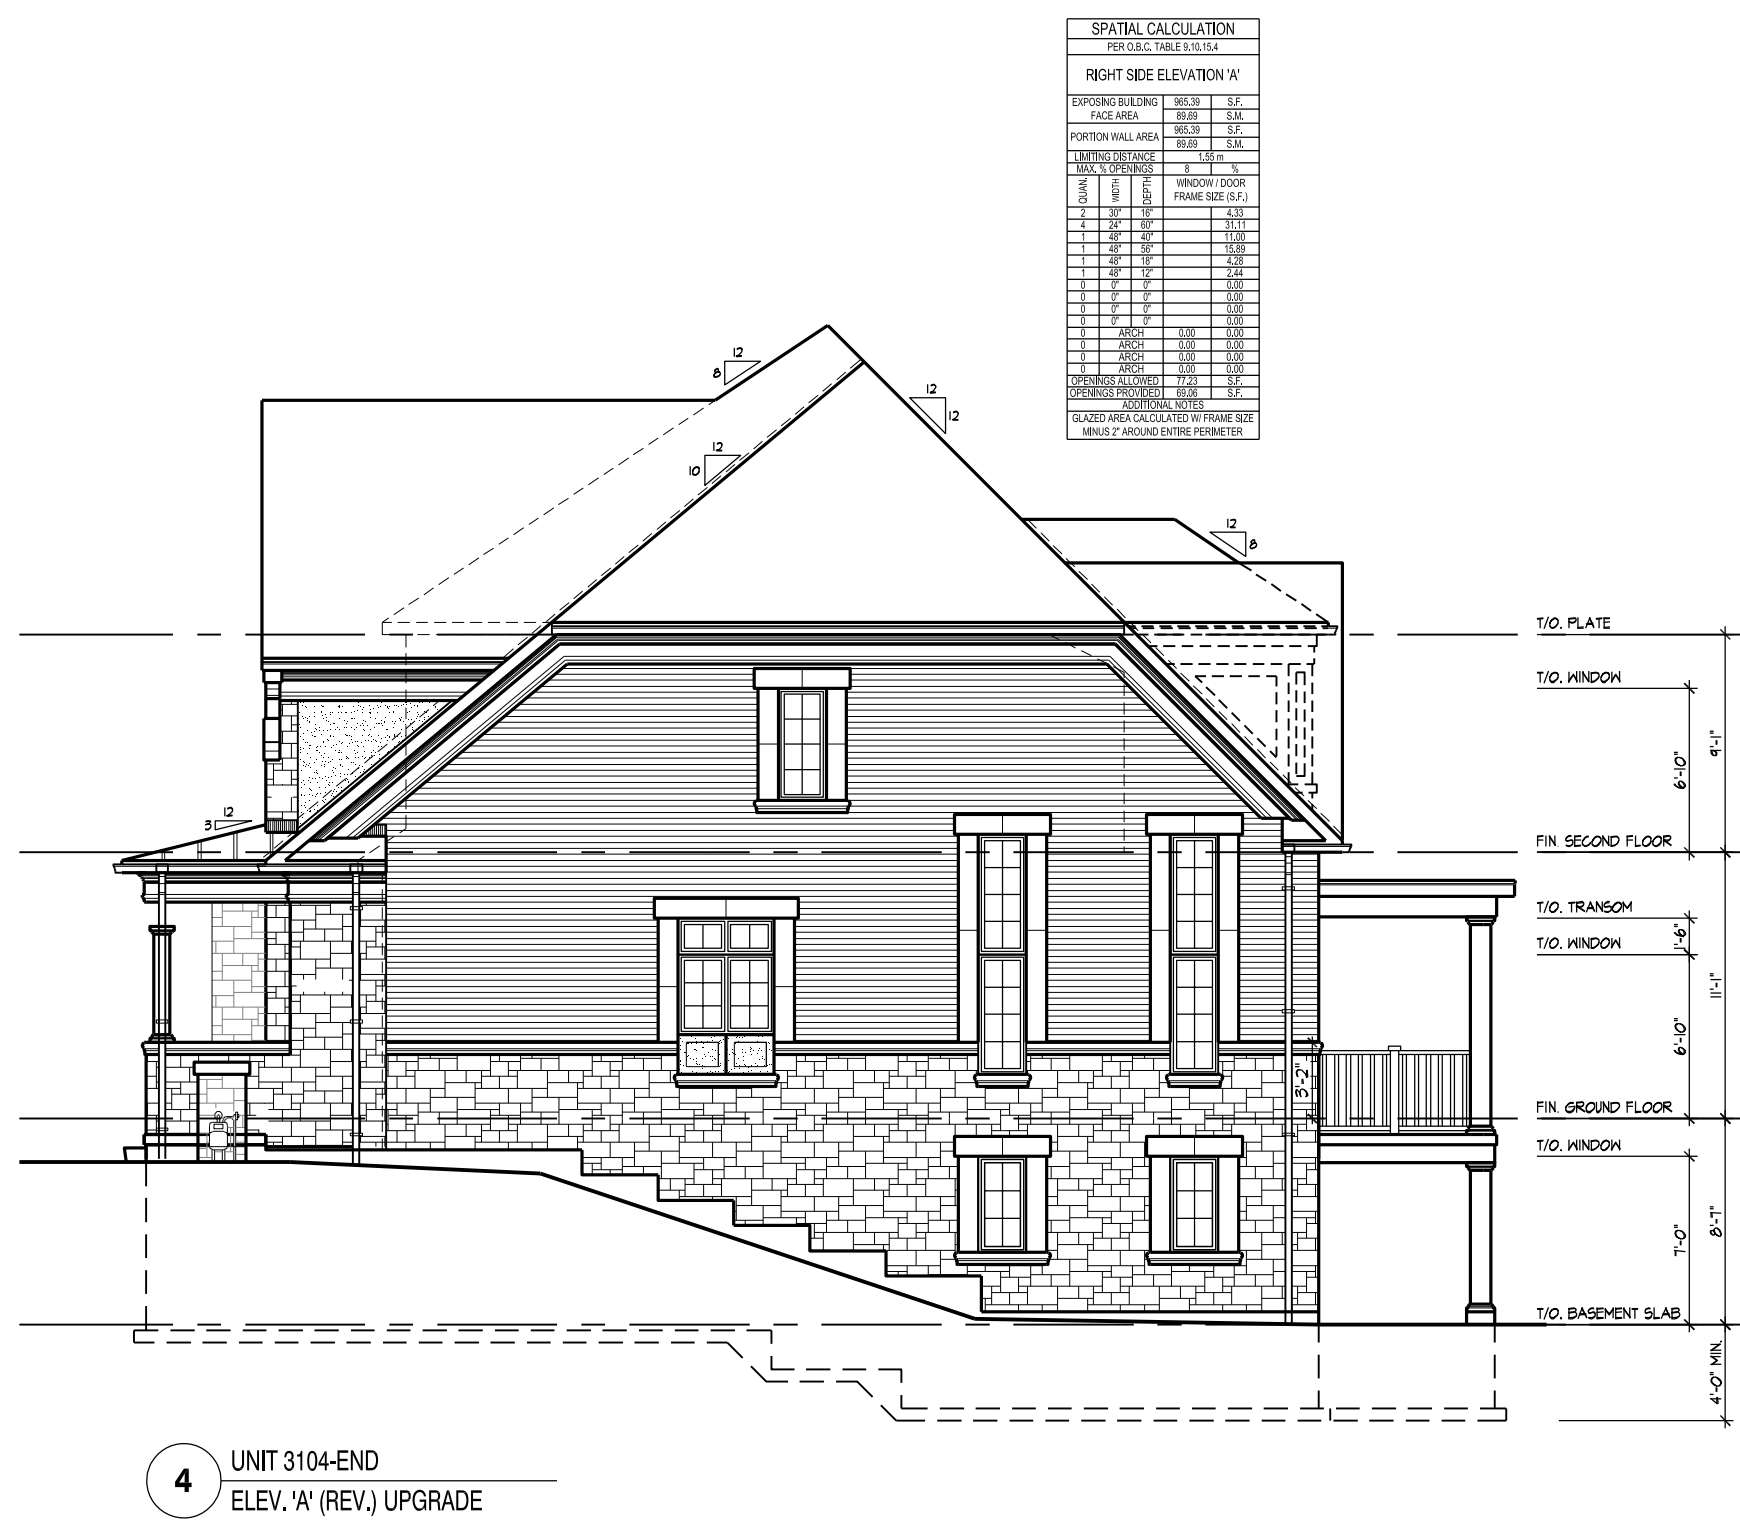 SPATIAL CALCULATION
PER O.B.C. TABLE 9.10.15.4
RIGHT SIDE ELEVATION 'A'
EXPOSING BUILDING FACE AREA 965.39 S.F.
89.69 S.M.
PORTION WALL AREA 965.39 S.F.
89.69 S.M.
LIMITING DISTANCE 1.55 m
MAX. % OPENINGS 8 %
QUAN. WIDTH DEPTH WINDOW / DOOR
FRAME SIZE (S.F.)
2 30" 16" 4.33
4 24" 60" 31.11
1 48" 40" 11.00
1 48" 56" 15.89
1 48" 18" 4.28
1 48" 12" 2.44
0 0" 0" 0.00
0 0" 0" 0.00
0 0" 0" 0.00
0 0" 0" 0.00
0 ARCH 0.00 0.00
0 ARCH 0.00 0.00
0 ARCH 0.00 0.00
0 ARCH 0.00 0.00
OPENINGS ALLOWED 77.23 S.F.
OPENINGS PROVIDED 69.06 S.F.
ADDITIONAL NOTES
GLAZED AREA CALCULATED W/ FRAME SIZE
MINUS 2" AROUND ENTIRE PERIMETER
12
8
12
12
12
10
12
8
12
3
T/O. PLATE
T/O. WINDOW
6'-10"
9'-1"
FIN. SECOND FLOOR
T/O. TRANSOM
1'-6"
T/O. WINDOW
11'-1"
6'-10"
3'-2"
FIN. GROUND FLOOR
T/O. WINDOW
7'-0"
8'-7"
T/O. BASEMENT SLAB
4'-0" MIN.
4
UNIT 3104-END
ELEV. 'A' (REV.) UPGRADE